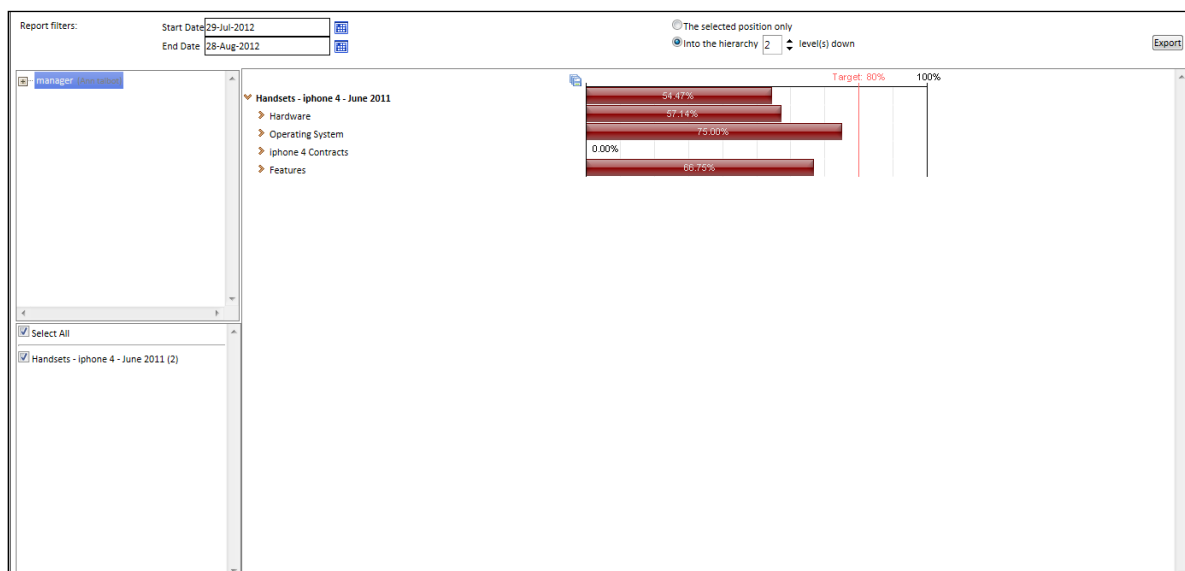 Report filters:
Start Date 29-Jul-2012
End Date 28-Aug-2012
The selected position only
Into the hierarchy 2 level(s) down
Export
manager
Select All
Handsets - iphone 4 - June 2011 (2)
Target: 80% 100%
Handsets - iphone 4 - June 2011 54.47%
Hardware 57.14%
Operating System 75.00%
iphone 4 Contracts 0.00%
Features 66.75%